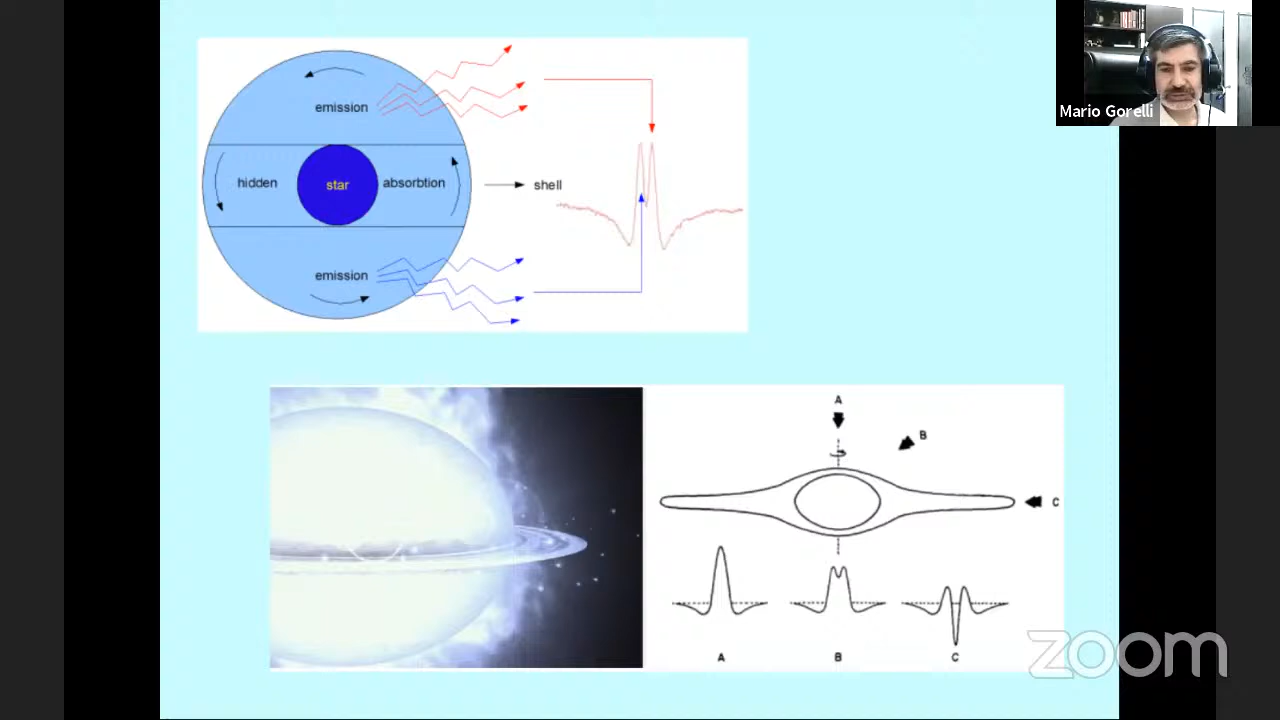 Mario Gorelli
emission
hidden
star
absorbtion
shell
emission
A
B
C
A
B
C
zoom